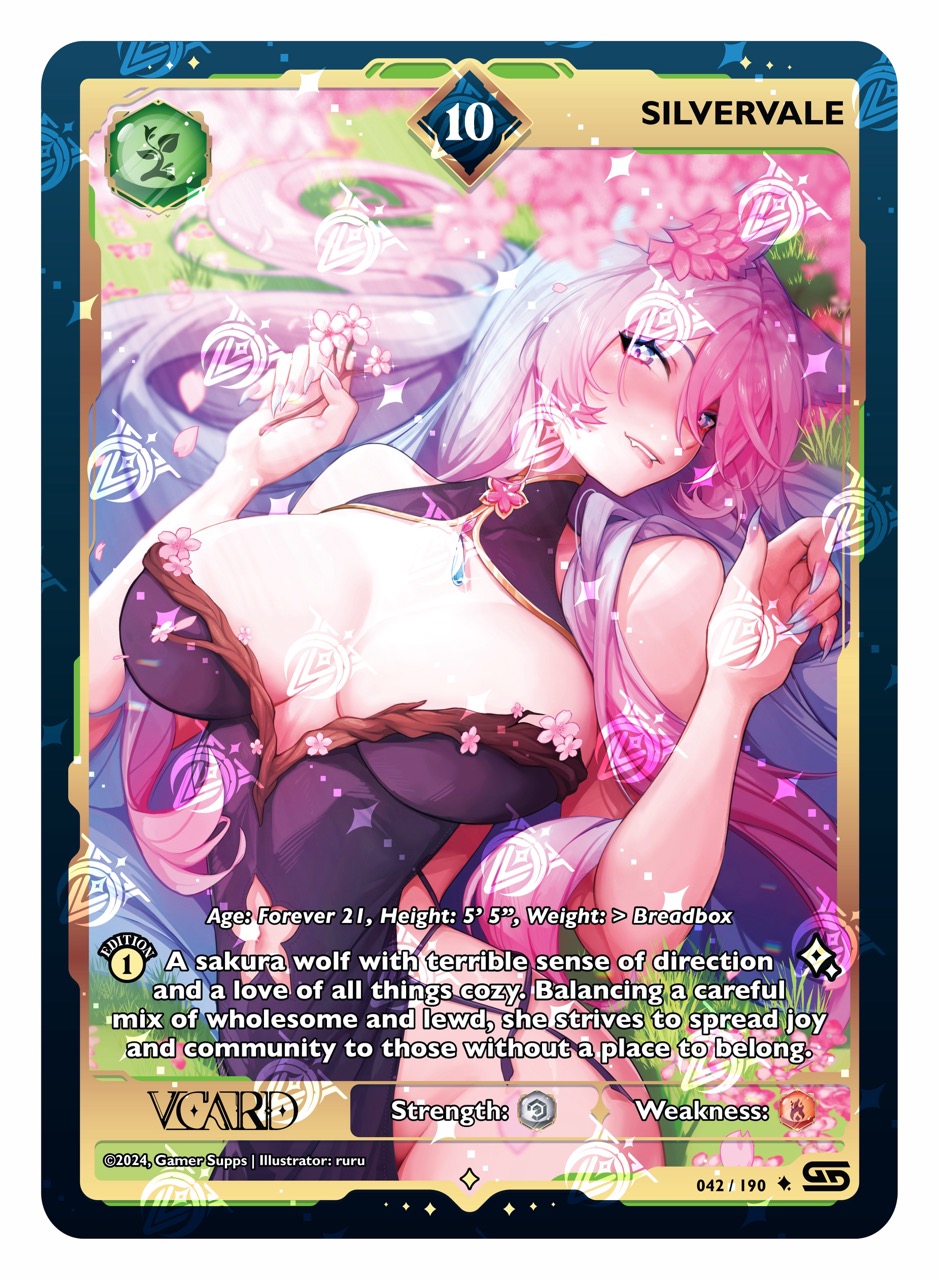 10
SILVERVALE
Age: Forever 21, Height: 5' 5”, Weight: > Breadbox
EDITION
1
A sakura wolf with terrible sense of direction
and a love of all things cozy. Balancing a careful
mix of wholesome and lewd, she strives to spread joy
and community to those without a place to belong.
VCARD
Strength:
Weakness:
©2024, Gamer Supps | Illustrator: ruru
042 / 190